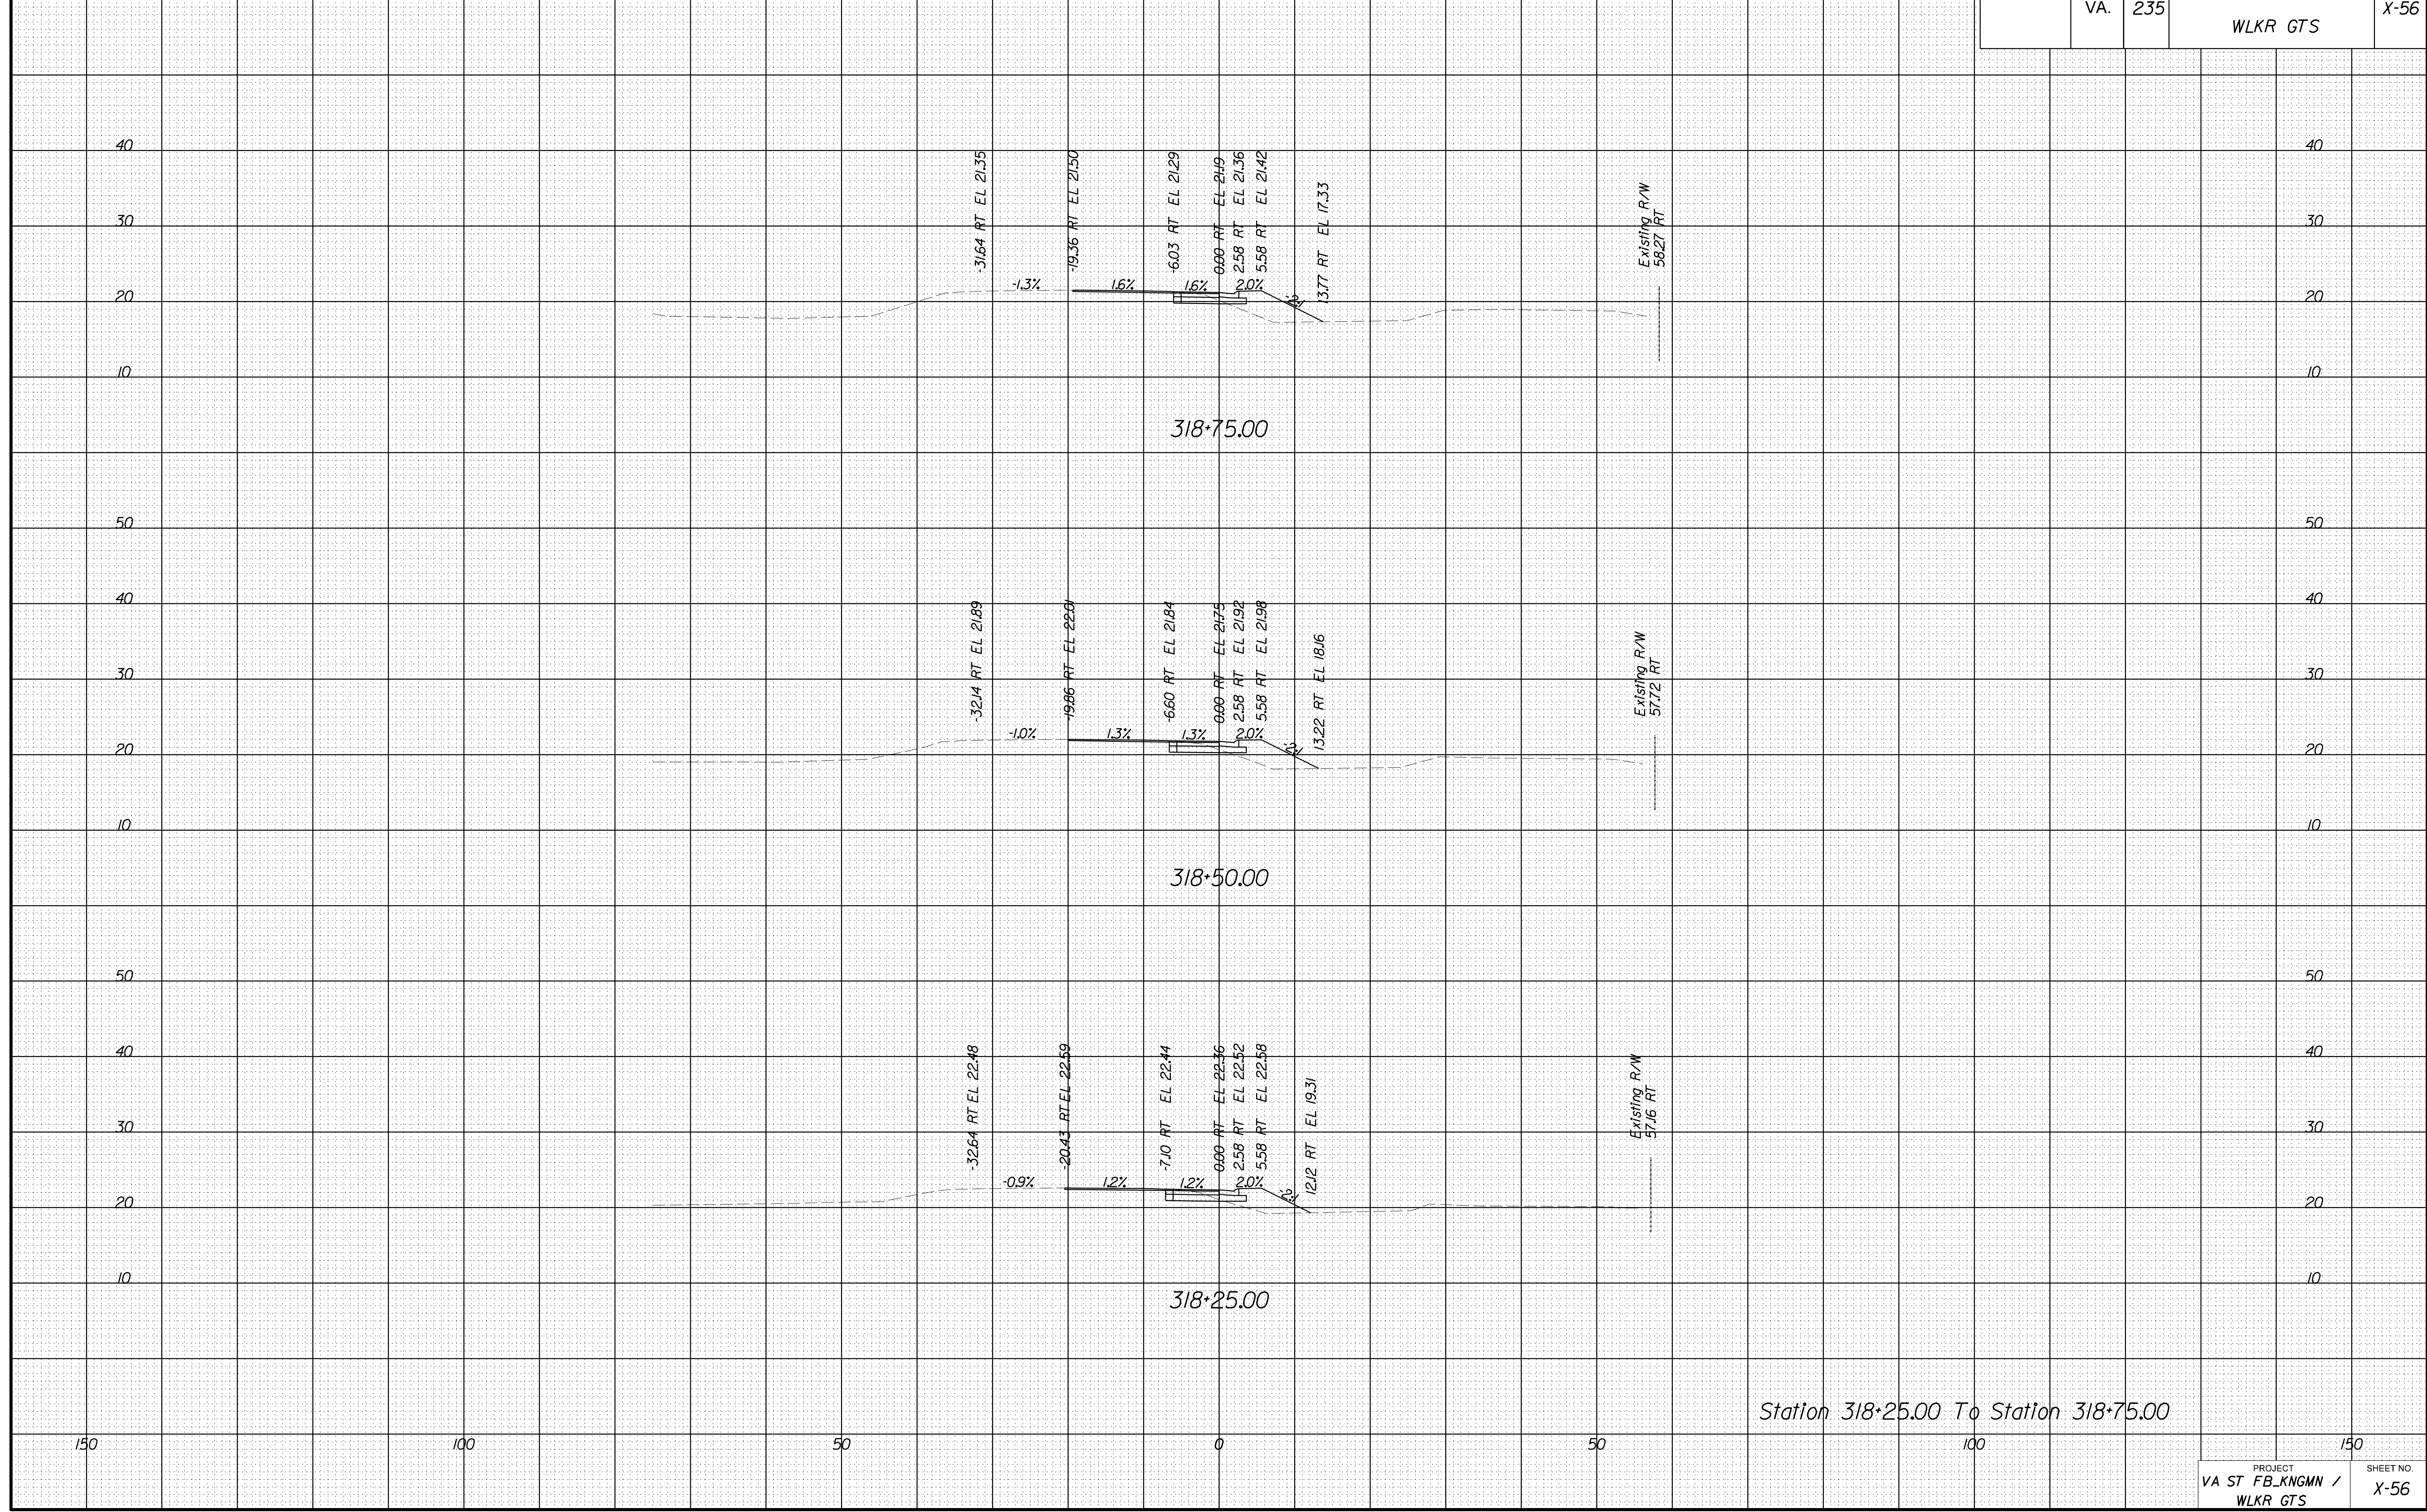 VA. 235 X-56
WLKR GTS
40 40
-31.64 RT EL 21.35
-19.36 RT EL 21.50
-6.03 RT EL 21.29
0.00 RT EL 21.19
2.58 RT EL 21.36
5.58 RT EL 21.42
13.77 RT EL 17.33
Existing R/W
58.27 RT
30 30
-1.3% 1.6% 1.6% 2.0% -2:1
20 20
10 10
318+75.00
50 50
40 40
-32.14 RT EL 21.89
-19.86 RT EL 22.01
-6.60 RT EL 21.84
0.00 RT EL 21.75
2.58 RT EL 21.92
5.58 RT EL 21.98
13.22 RT EL 18.16
Existing R/W
57.72 RT
30 30
-1.0% 1.3% 1.3% 2.0% -2:1
20 20
10 10
318+50.00
50 50
40 40
-32.64 RT EL 22.48
-20.43 RT EL 22.59
-7.10 RT EL 22.44
0.00 RT EL 22.36
2.58 RT EL 22.52
5.58 RT EL 22.58
12.12 RT EL 19.31
Existing R/W
57.16 RT
30 30
-0.9% 1.2% 1.2% 2.0% -2:1
20 20
10 10
318+25.00
Station 318+25.00 To Station 318+75.00
150 100 50 0 50 100 150
PROJECT SHEET NO.
VA ST FB_KNGMN /
WLKR GTS
X-56